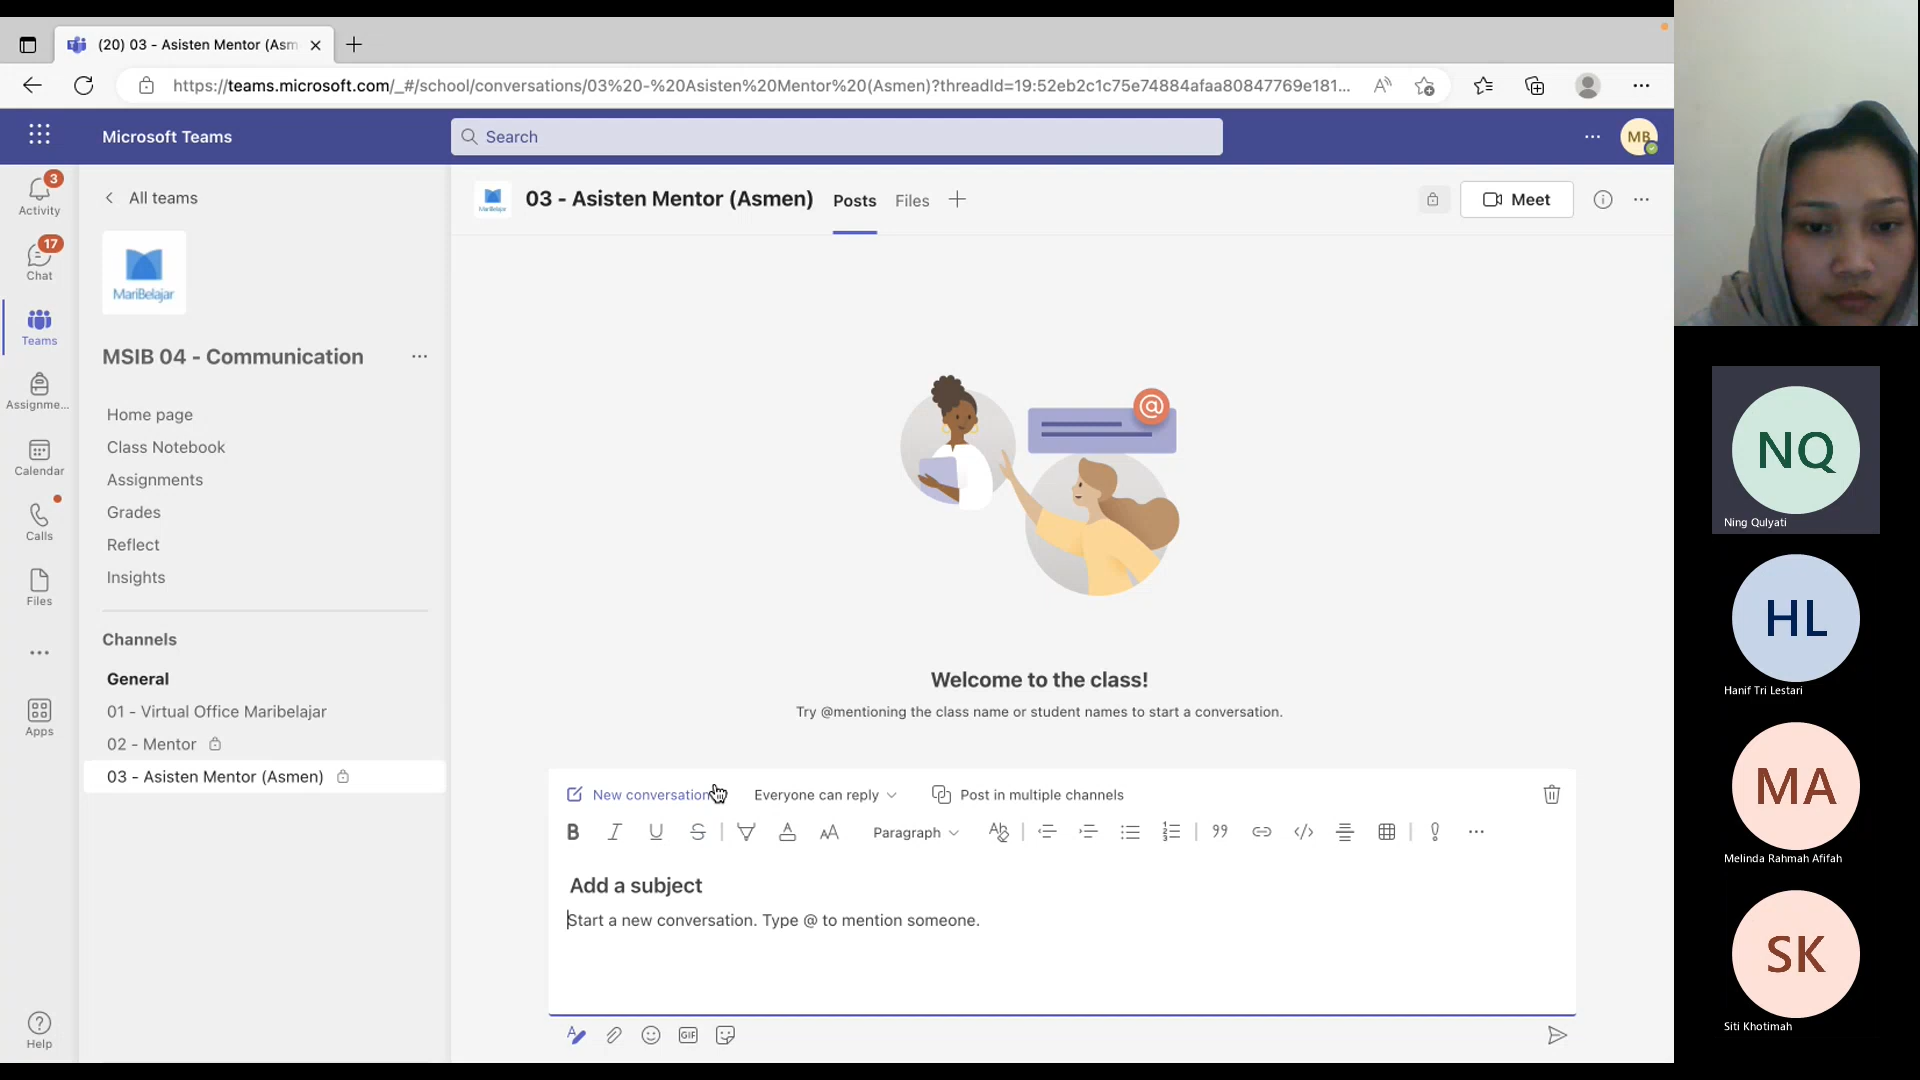 (20) 03 - Asisten Mentor (Asm
https://teams.microsoft.com/_#/school/conversations/03%20-%20Asisten%20Mentor%20(Asmen)?threadId=19:52eb2c1c75e74884afaa80847769e181...
Microsoft Teams
Search
MB
3
Activity
17
Chat
Teams
Assignme...
Calendar
Calls
Files
Apps
Help
All teams
MariBelajar
MSIB 04 - Communication
Home page
Class Notebook
Assignments
Grades
Reflect
Insights
Channels
General
01 - Virtual Office Maribelajar
02 - Mentor
03 - Asisten Mentor (Asmen)
MariBelajar
03 - Asisten Mentor (Asmen)
Posts
Files
Meet
@
Welcome to the class!
Try @mentioning the class name or student names to start a conversation.
New conversation
Everyone can reply
Post in multiple channels
B I U S
AA
Paragraph
Add a subject
Start a new conversation. Type @ to mention someone.
GIF
NQ
Ning Qulyati
HL
Hanif Tri Lestari
MA
Melinda Rahmah Afifah
SK
Siti Khotimah